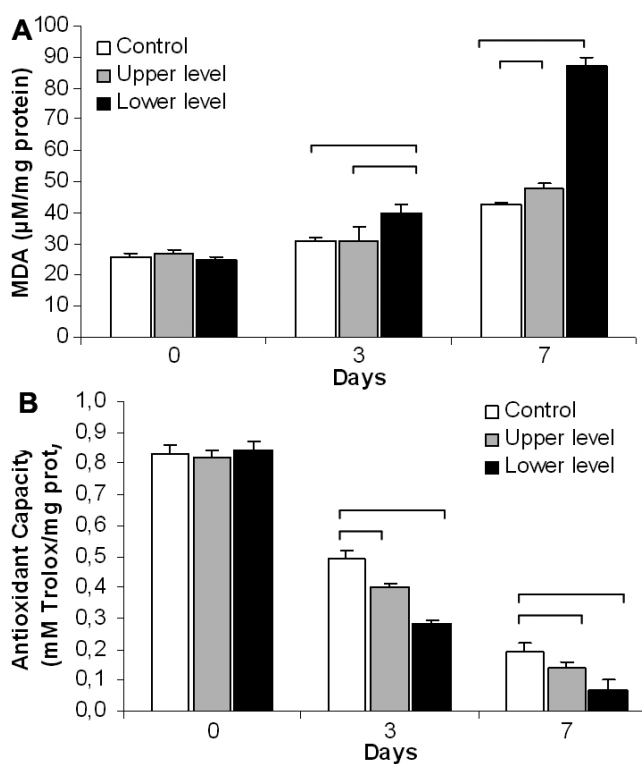 A
MDA (µM/mg protein)
100
90
80
70
60
50
40
30
20
10
0
Control
Upper level
Lower level
0 3 7
Days
B
Antioxidant Capacity
(mM Trolox/mg prot,
1,0
0,9
0,8
0,7
0,6
0,5
0,4
0,3
0,2
0,1
0,0
Control
Upper level
Lower level
0 3 7
Days